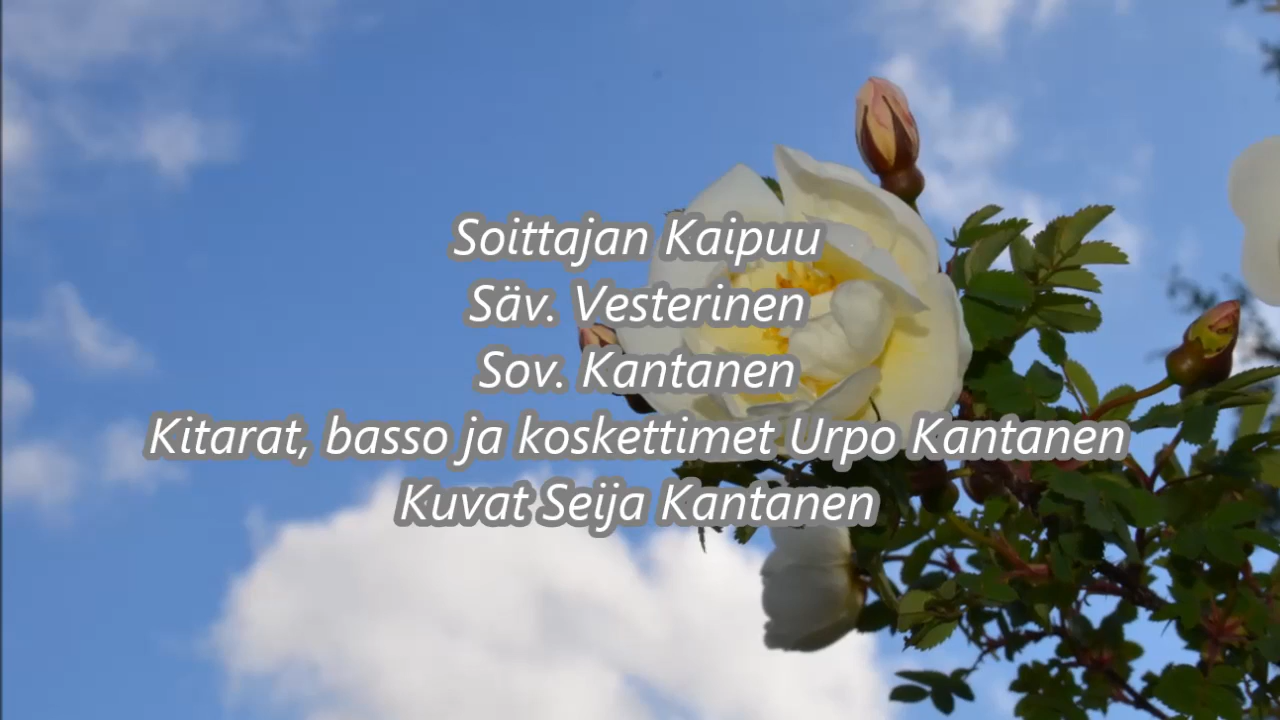 Soittajan Kaipuu
Säv. Vesterinen
Sov. Kantanen
Kitarat, basso ja koskettimet Urpo Kantanen
Kuvat Seija Kantanen